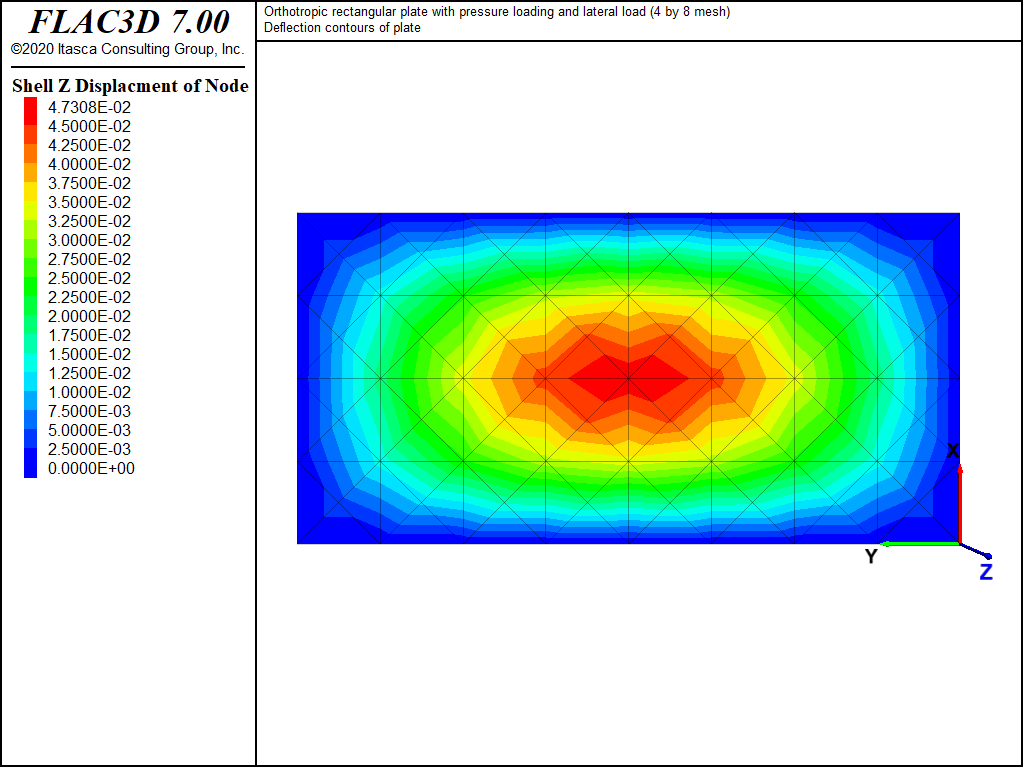 FLAC3D 7.00
©2020 Itasca Consulting Group, Inc.
Shell Z Displacment of Node
4.7308E-02
4.5000E-02
4.2500E-02
4.0000E-02
3.7500E-02
3.5000E-02
3.2500E-02
3.0000E-02
2.7500E-02
2.5000E-02
2.2500E-02
2.0000E-02
1.7500E-02
1.5000E-02
1.2500E-02
1.0000E-02
7.5000E-03
5.0000E-03
2.5000E-03
0.0000E+00
Orthotropic rectangular plate with pressure loading and lateral load (4 by 8 mesh)
Deflection contours of plate
X
Y
Z